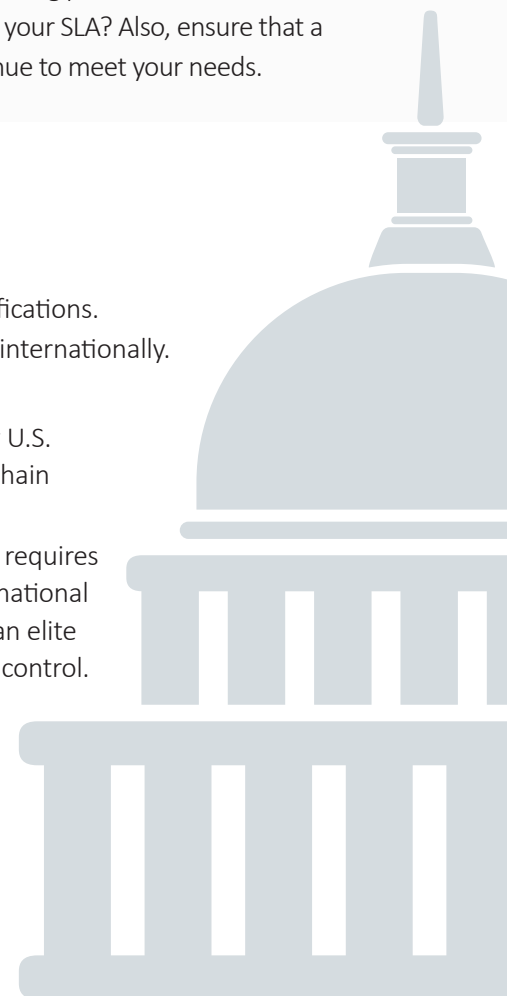 your SLA? Also, ensure that a
nue to meet your needs.
fications.
internationally.
U.S.
hain
requires
national
an elite
control.